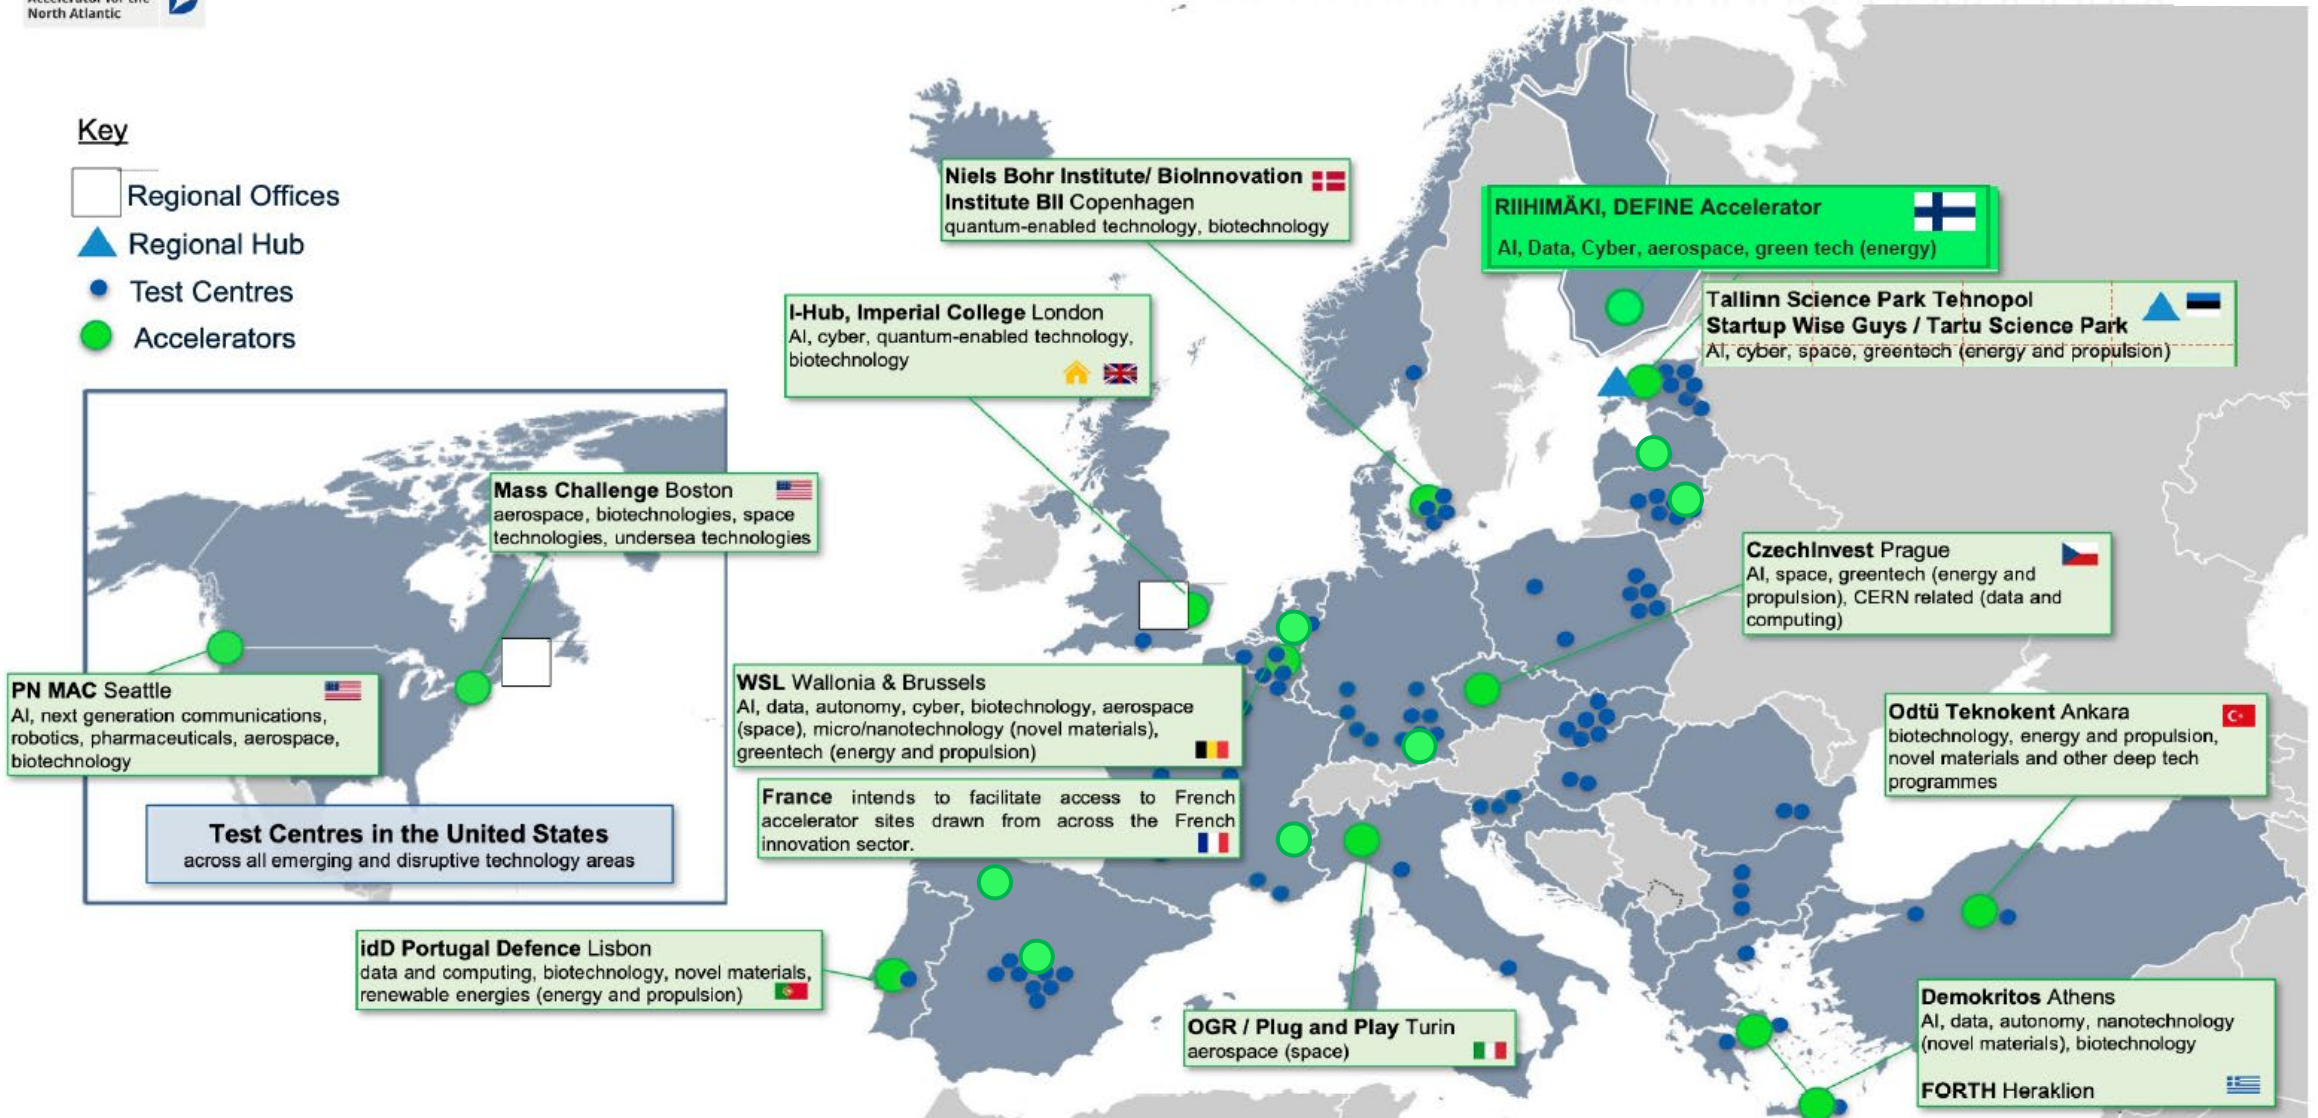 Accelerator for the
North Atlantic
Key
Regional Offices
Regional Hub
Test Centres
Accelerators
Niels Bohr Institute/ BioInnovation
Institute BII Copenhagen
quantum-enabled technology, biotechnology
RIIHIMÄKI, DEFINE Accelerator
AI, Data, Cyber, aerospace, green tech (energy)
I-Hub, Imperial College London
AI, cyber, quantum-enabled technology,
biotechnology
Tallinn Science Park Tehnopol
Startup Wise Guys / Tartu Science Park
AI, cyber, space, greentech (energy and propulsion)
Mass Challenge Boston
aerospace, biotechnologies, space
technologies, undersea technologies
CzechInvest Prague
AI, space, greentech (energy and
propulsion), CERN related (data and
computing)
PN MAC Seattle
AI, next generation communications,
robotics, pharmaceuticals, aerospace,
biotechnology
WSL Wallonia & Brussels
AI, data, autonomy, cyber, biotechnology, aerospace
(space), micro/nanotechnology (novel materials),
greentech (energy and propulsion)
Odtü Teknokent Ankara
biotechnology, energy and propulsion,
novel materials and other deep tech
programmes
France intends to facilitate access to French
accelerator sites drawn from across the French
innovation sector.
Test Centres in the United States
across all emerging and disruptive technology areas
idD Portugal Defence Lisbon
data and computing, biotechnology, novel materials,
renewable energies (energy and propulsion)
OGR / Plug and Play Turin
aerospace (space)
Demokritos Athens
AI, data, autonomy, nanotechnology
(novel materials), biotechnology
FORTH Heraklion